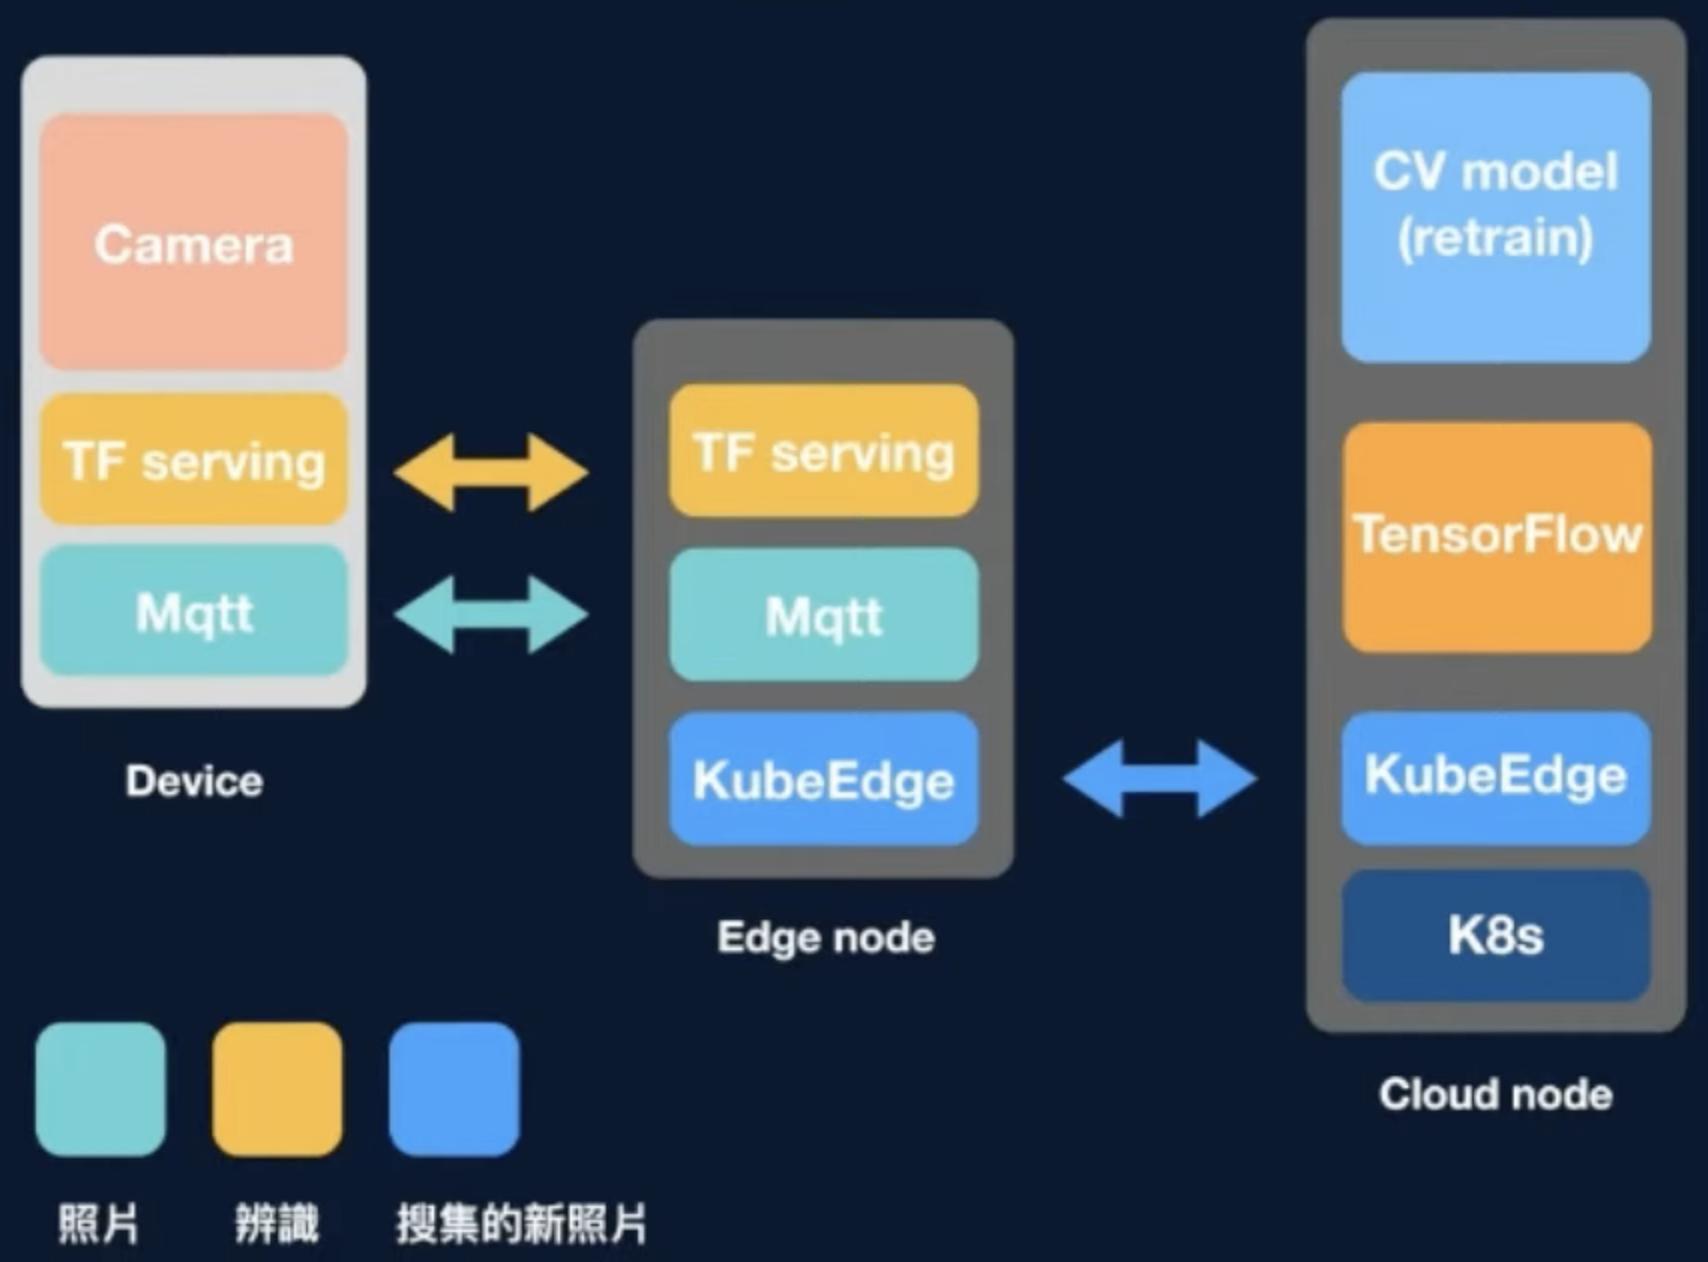 Camera
TF serving
Mqtt
Device
TF serving
Mqtt
KubeEdge
Edge node
CV model
(retrain)
TensorFlow
KubeEdge
K8s
Cloud node
照片
辨識
搜集的新照片